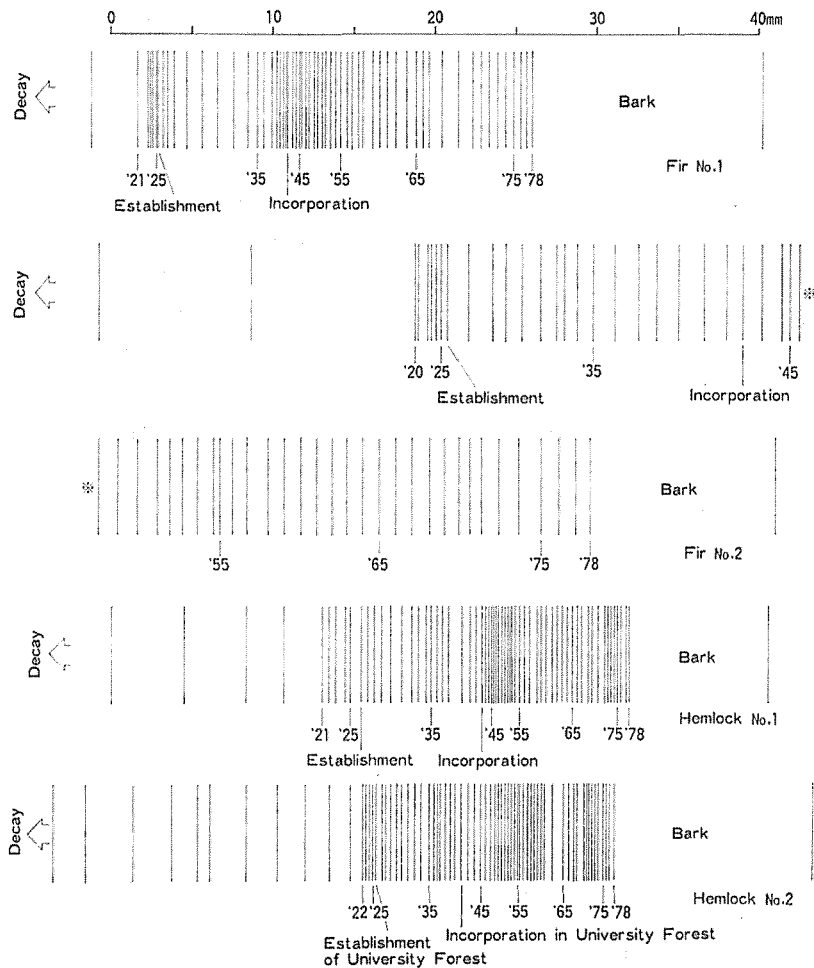 0 10 20 30 40mm
Decay
Bark
Fir No.1
'21 '25 '35 '45 '55 '65 '75 '78
Establishment Incorporation
Decay
※
'20 '25 '35 '45
Establishment Incorporation
※
Bark
Fir No.2
'55 '65 '75 '78
Decay
Bark
Hemlock No.1
'21 '25 '35 '45 '55 '65 '75 '78
Establishment Incorporation
Decay
Bark
Hemlock No.2
'22 '25 '35 '45 '55 '65 '75 '78
Incorporation in University Forest
Establishment
of University Forest